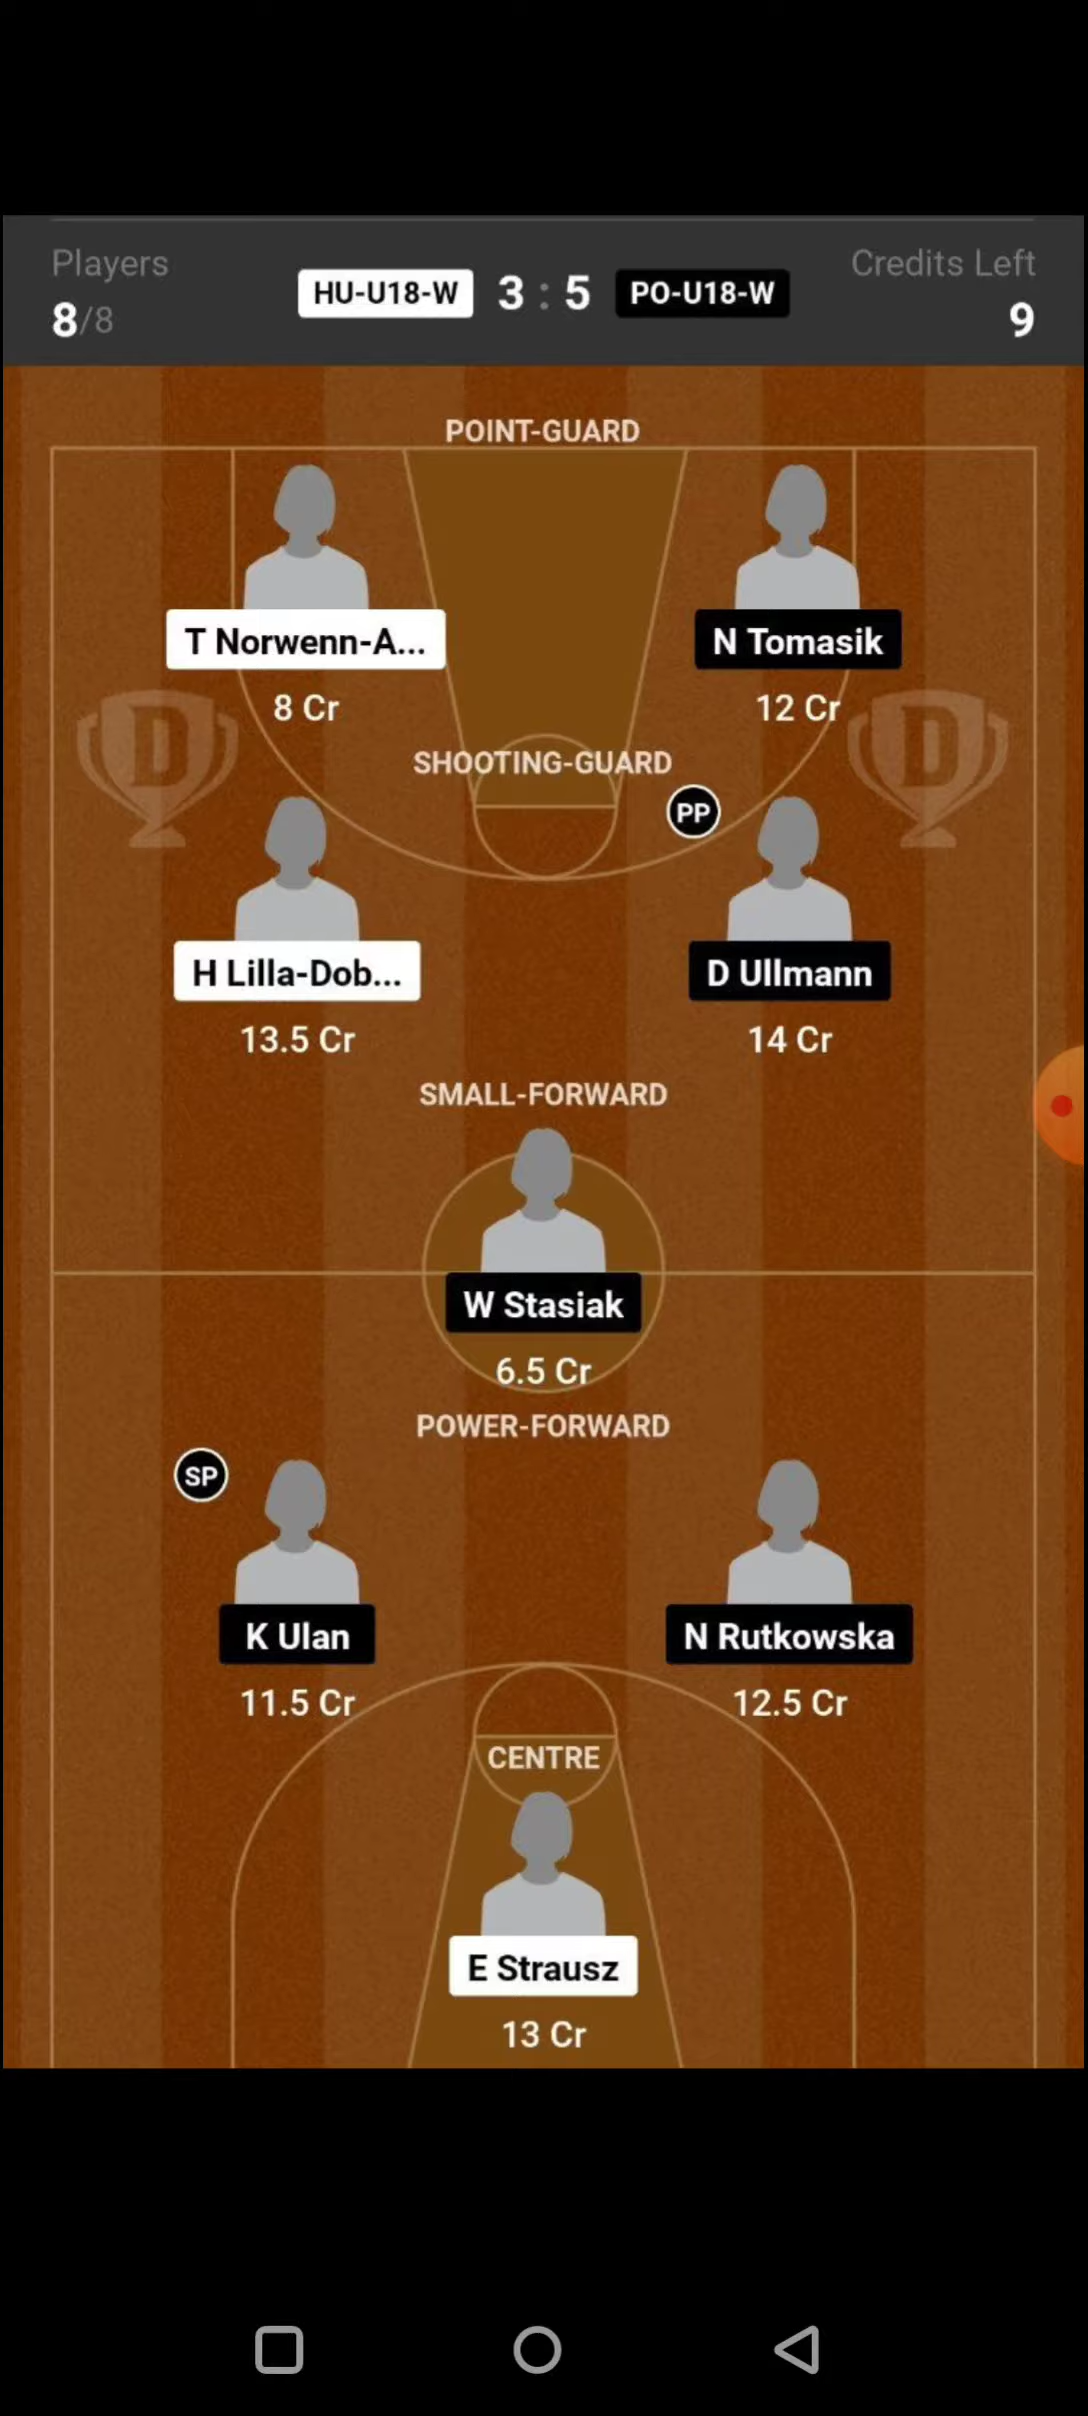 Players
8/8
HU-U18-W 3 : 5 PO-U18-W
Credits Left
9
POINT-GUARD
T Norwenn-A...
8 Cr
N Tomasik
12 Cr
D
D
SHOOTING-GUARD
H Lilla-Dob...
13.5 Cr
PP
D Ullmann
14 Cr
SMALL-FORWARD
W Stasiak
6.5 Cr
POWER-FORWARD
SP
K Ulan
11.5 Cr
N Rutkowska
12.5 Cr
CENTRE
E Strausz
13 Cr